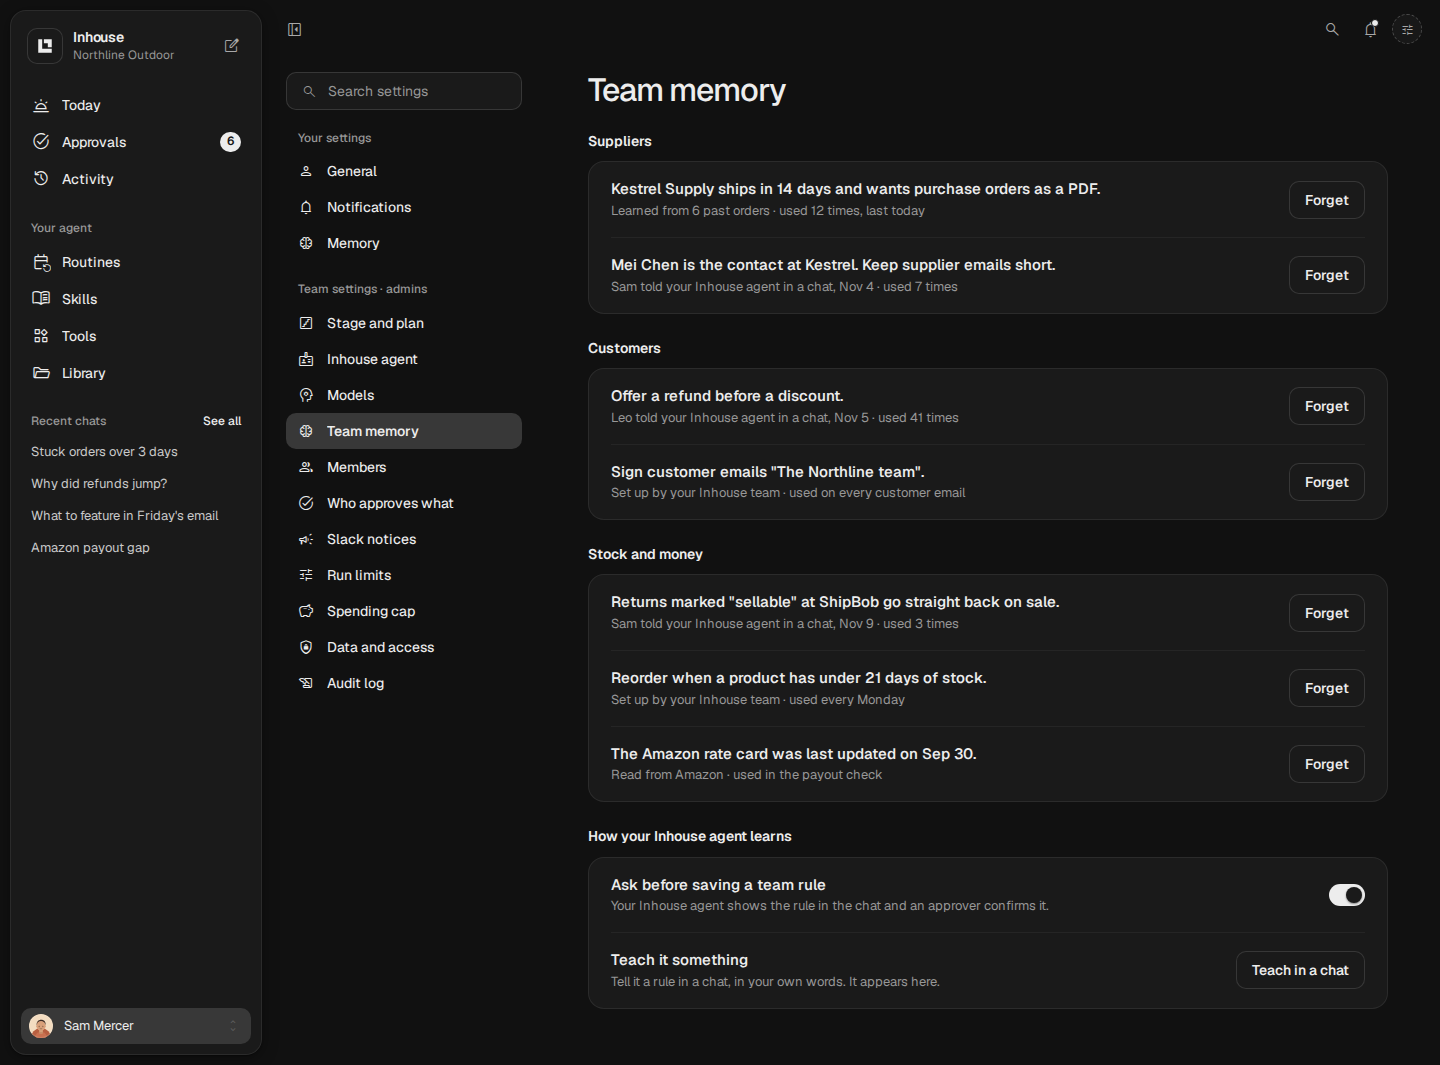 Inhouse
Northline Outdoor
Today
Approvals
6
Activity
Your agent
Routines
Skills
Tools
Library
Recent chats
See all
Stuck orders over 3 days
Why did refunds jump?
What to feature in Friday's email
Amazon payout gap
Sam Mercer
Search settings
Your settings
General
Notifications
Memory
Team settings · admins
Stage and plan
Inhouse agent
Models
Team memory
Members
Who approves what
Slack notices
Run limits
Spending cap
Data and access
Audit log
Team memory
Suppliers
Kestrel Supply ships in 14 days and wants purchase orders as a PDF.
Learned from 6 past orders · used 12 times, last today
Forget
Mei Chen is the contact at Kestrel. Keep supplier emails short.
Sam told your Inhouse agent in a chat, Nov 4 · used 7 times
Forget
Customers
Offer a refund before a discount.
Leo told your Inhouse agent in a chat, Nov 5 · used 41 times
Forget
Sign customer emails "The Northline team".
Set up by your Inhouse team · used on every customer email
Forget
Stock and money
Returns marked "sellable" at ShipBob go straight back on sale.
Sam told your Inhouse agent in a chat, Nov 9 · used 3 times
Forget
Reorder when a product has under 21 days of stock.
Set up by your Inhouse team · used every Monday
Forget
The Amazon rate card was last updated on Sep 30.
Read from Amazon · used in the payout check
Forget
How your Inhouse agent learns
Ask before saving a team rule
Your Inhouse agent shows the rule in the chat and an approver confirms it.
Teach it something
Tell it a rule in a chat, in your own words. It appears here.
Teach in a chat